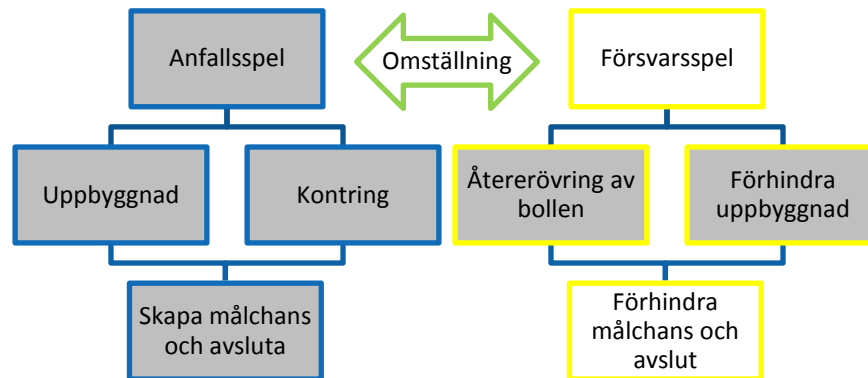 Anfallsspel
Omställning
Försvarsspel
Uppbyggnad
Kontring
Återerövring av
bollen
Förhindra
uppbyggnad
Skapa målchans
och avsluta
Förhindra
målchans och
avslut